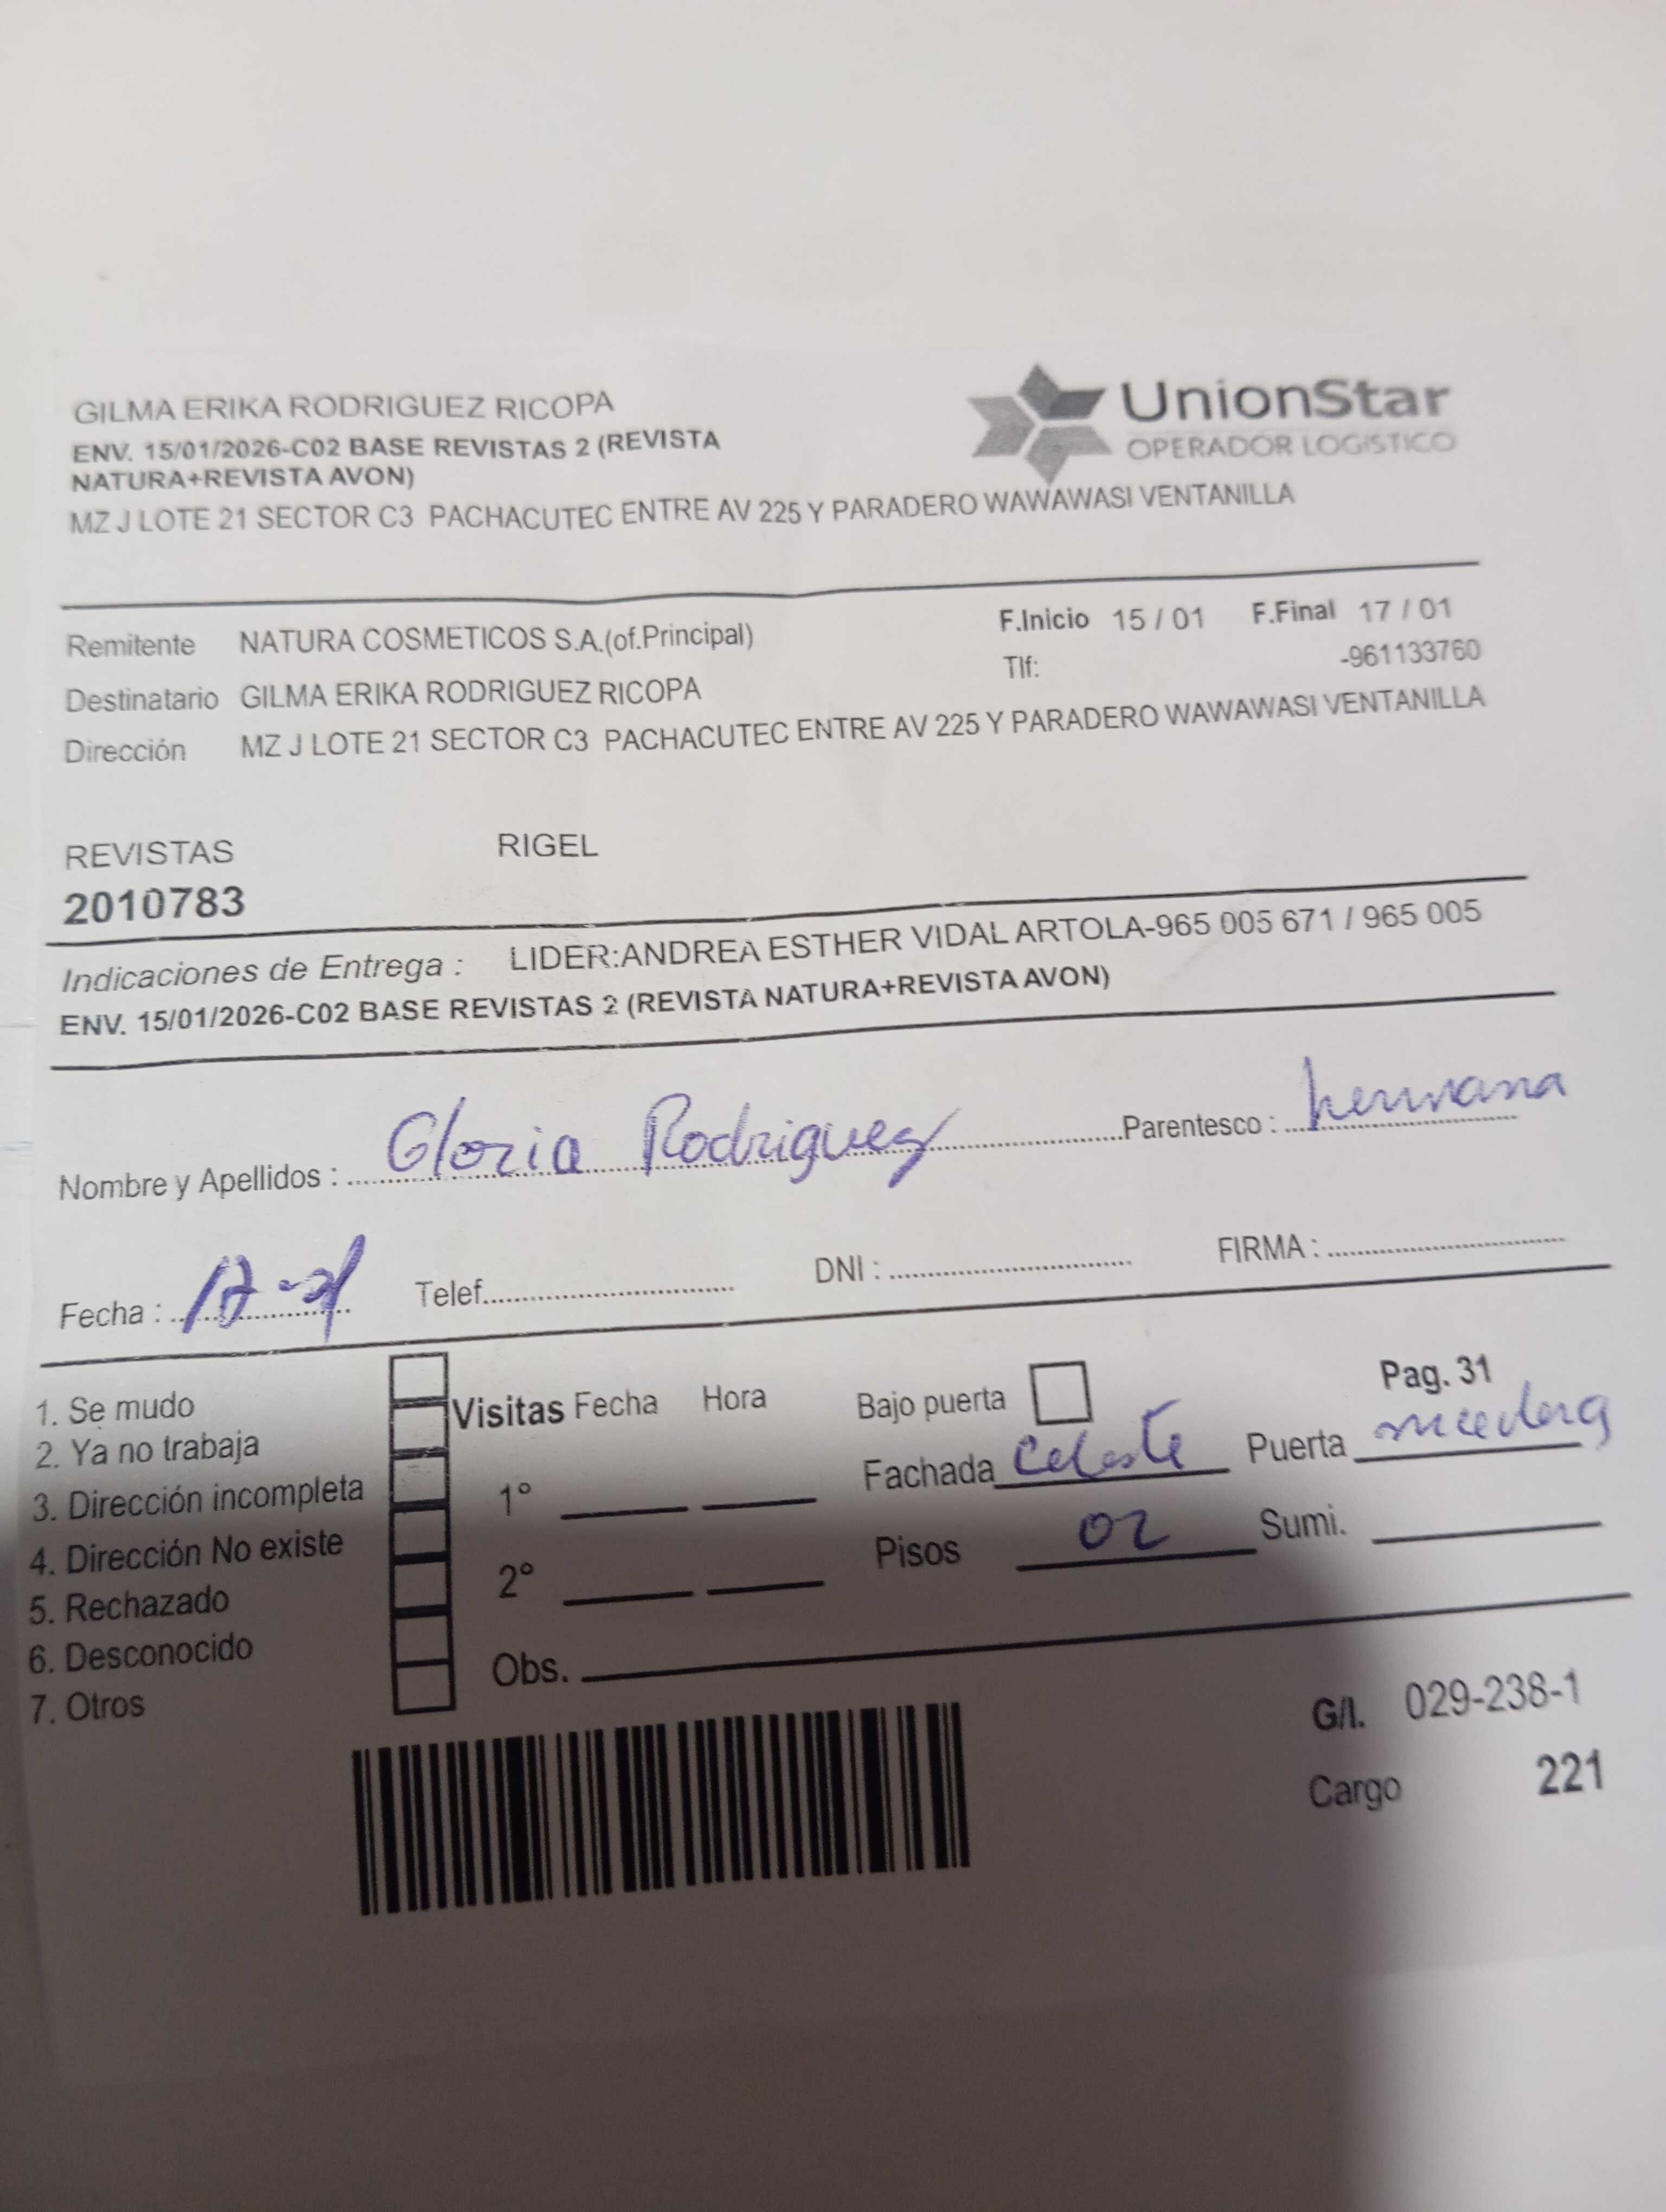 GILMA ERIKA RODRIGUEZ RICOPA
ENV. 15/01/2026-C02 BASE REVISTAS 2 (REVISTA
NATURA+REVISTA AVON)
MZ J LOTE 21 SECTOR C3 PACHACUTEC ENTRE AV 225 Y PARADERO WAWAWASI VENTANILLA
UnionStar
OPERADOR LOGISTICO
Remitente NATURA COSMETICOS S.A.(of.Principal) F.Inicio 15 / 01 F.Final 17 / 01
Tlf: -961133760
Destinatario GILMA ERIKA RODRIGUEZ RICOPA
Dirección MZ J LOTE 21 SECTOR C3 PACHACUTEC ENTRE AV 225 Y PARADERO WAWAWASI VENTANILLA
REVISTAS RIGEL
2010783
Indicaciones de Entrega : LIDER:ANDREA ESTHER VIDAL ARTOLA-965 005 671 / 965 005
ENV. 15/01/2026-C02 BASE REVISTAS 2 (REVISTA NATURA+REVISTA AVON)
Nombre y Apellidos : Gloria Rodriguez Parentesco : hermana
Fecha : Telef. DNI : FIRMA :
1. Se mudo
2. Ya no trabaja
3. Dirección incompleta
4. Dirección No existe
5. Rechazado
6. Desconocido
7. Otros
Visitas Fecha Hora
1°
2°
Obs.
Bajo puerta Pag. 31
Fachada Celeste Puerta
Pisos 02 Sumi.
G/I. 029-238-1
Cargo 221